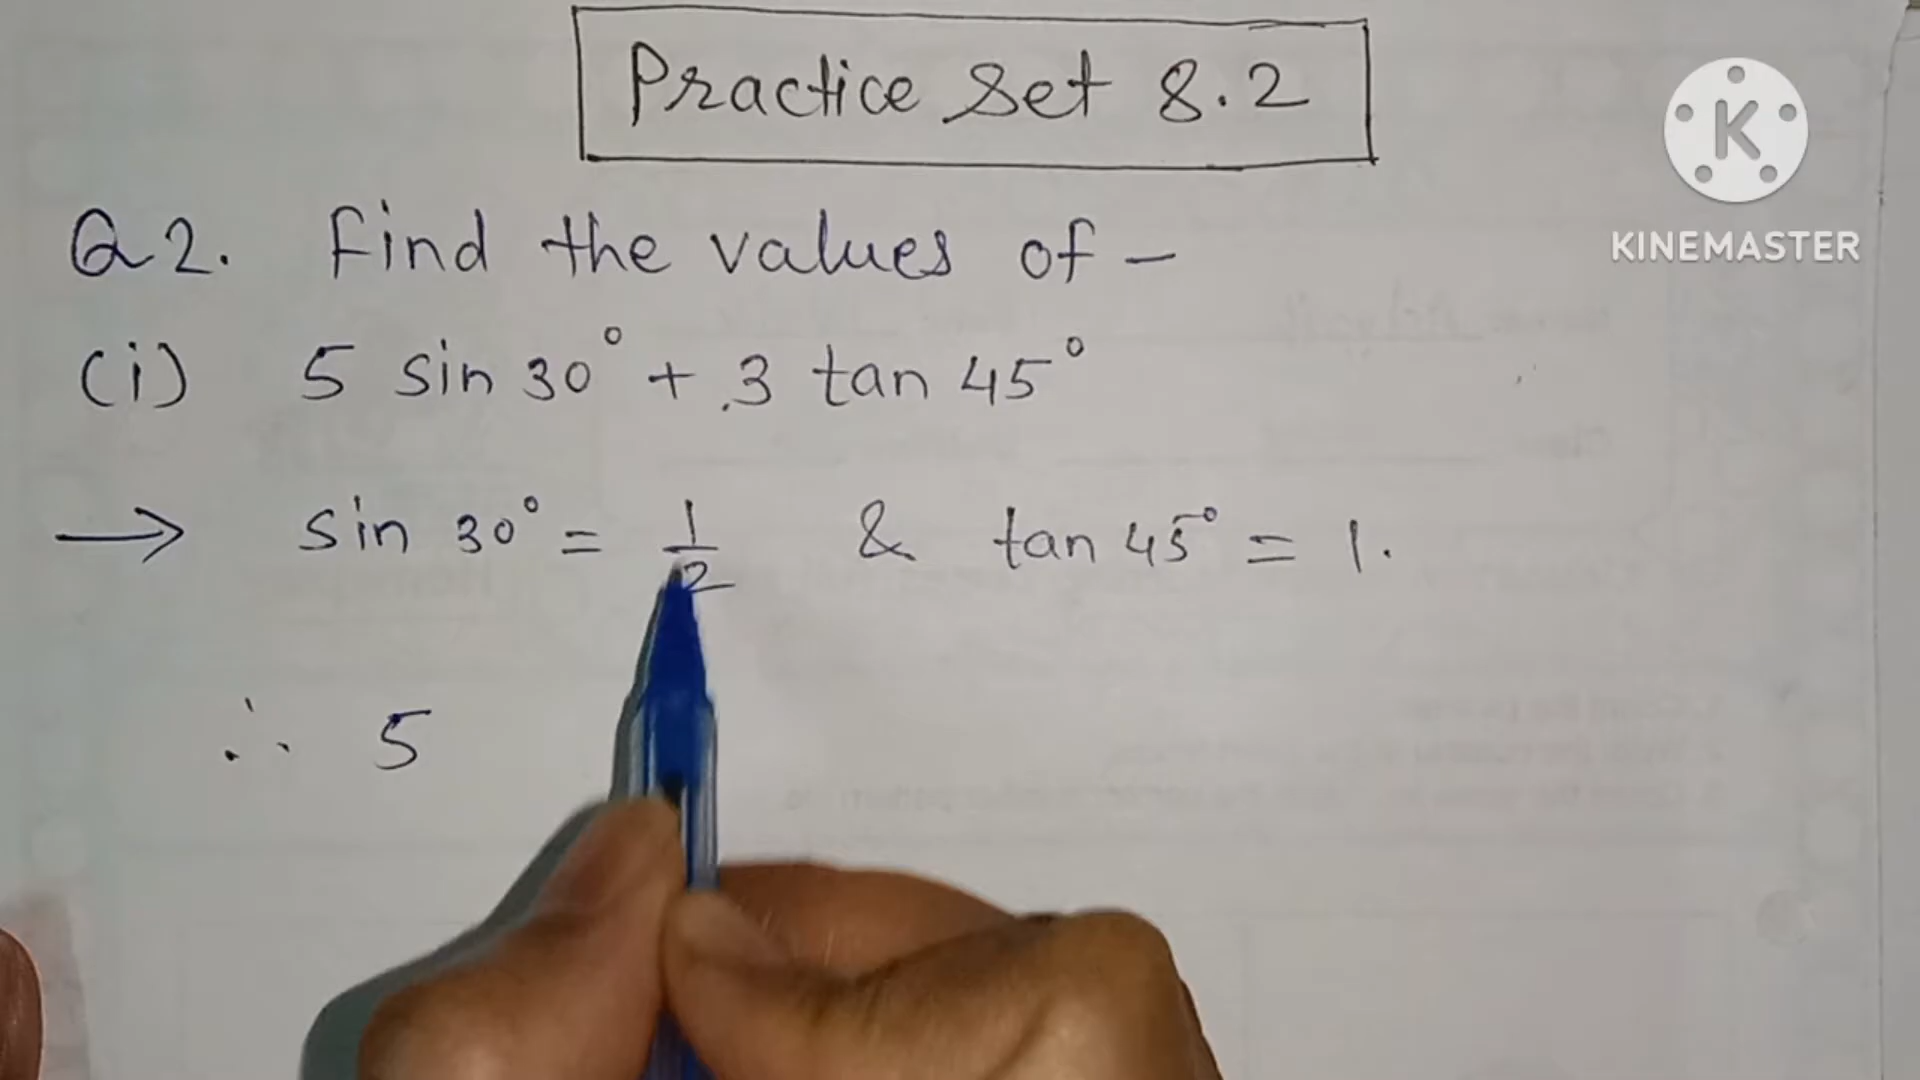 Practice Set 8.2
K
KINEMASTER
Q2. Find the values of -
(i) 5 sin 30° + 3 tan 45°
→ sin 30° = 1/2 & tan 45° = 1.
∴ 5